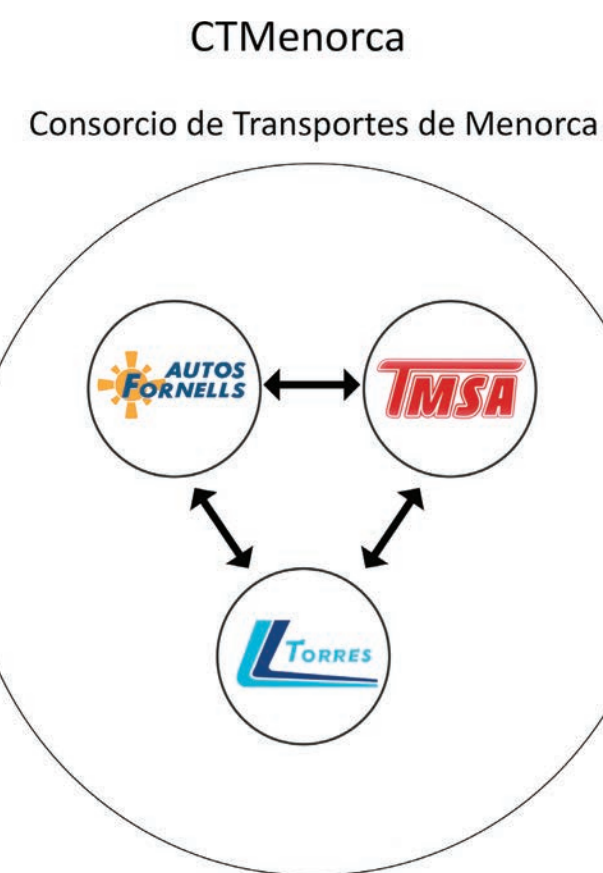 CTMenorca
Consorcio de Transportes de Menorca
AUTOS
FORNELLS
TMSA
TORRES